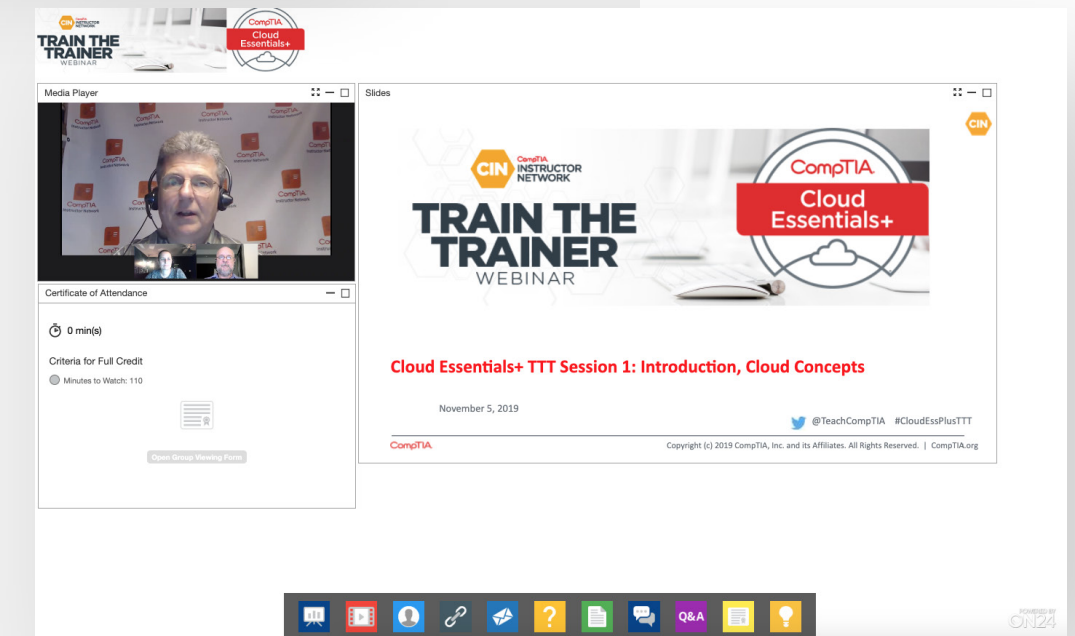 CIN CompTIA INSTRUCTOR NETWORK
TRAIN THE
TRAINER
WEBINAR
CompTIA
Cloud
Essentials+
Media Player
Slides
CIN
CIN CompTIA
INSTRUCTOR
NETWORK
TRAIN THE
TRAINER
WEBINAR
CompTIA
Cloud
Essentials+
Certificate of Attendance
0 min(s)
Criteria for Full Credit
Minutes to Watch: 110
Open Group Viewing Form
Cloud Essentials+ TTT Session 1: Introduction, Cloud Concepts
November 5, 2019
@TeachCompTIA #CloudEssPlusTTT
CompTIA
Copyright (c) 2019 CompTIA, Inc. and its Affiliates. All Rights Reserved. | CompTIA.org
Q&A
POWERED BY
ON24